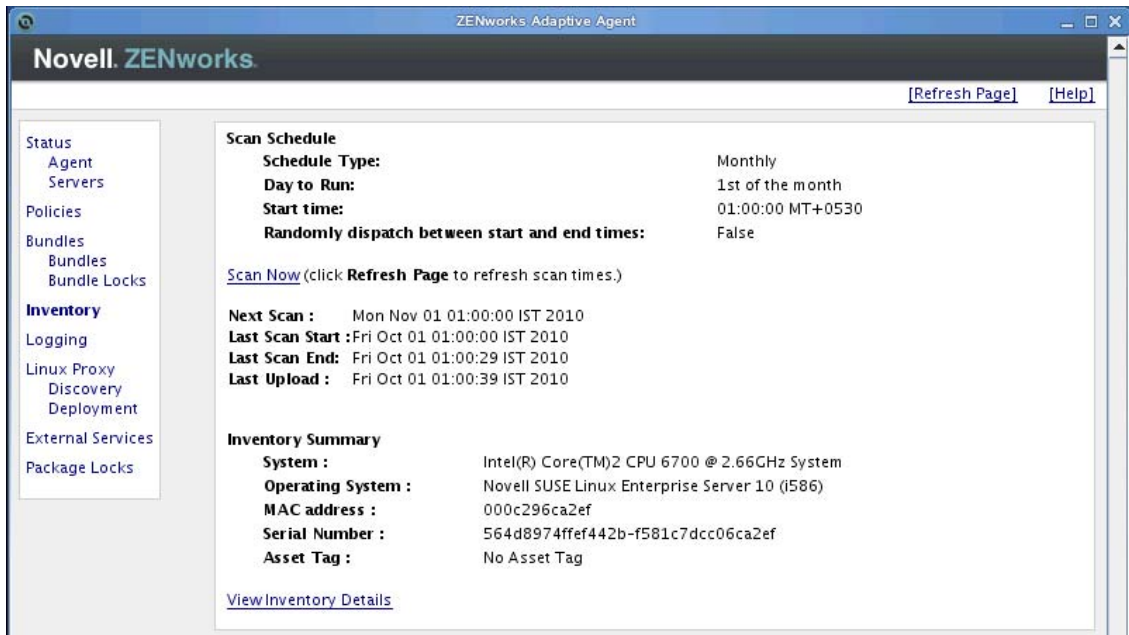 ZENworks Adaptive Agent
Novell. ZENworks.
[Refresh Page] [Help]
Status
Agent
Servers
Policies
Bundles
Bundles
Bundle Locks
Inventory
Logging
Linux Proxy
Discovery
Deployment
External Services
Package Locks
Scan Schedule
Schedule Type: Monthly
Day to Run: 1st of the month
Start time: 01:00:00 MT+0530
Randomly dispatch between start and end times: False
Scan Now (click Refresh Page to refresh scan times.)
Next Scan : Mon Nov 01 01:00:00 IST 2010
Last Scan Start : Fri Oct 01 01:00:00 IST 2010
Last Scan End: Fri Oct 01 01:00:29 IST 2010
Last Upload : Fri Oct 01 01:00:39 IST 2010
Inventory Summary
System : Intel(R) Core(TM)2 CPU 6700 @ 2.66GHz System
Operating System : Novell SUSE Linux Enterprise Server 10 (i586)
MAC address : 000c296ca2ef
Serial Number : 564d8974ffef442b-f581c7dcc06ca2ef
Asset Tag : No Asset Tag
View Inventory Details